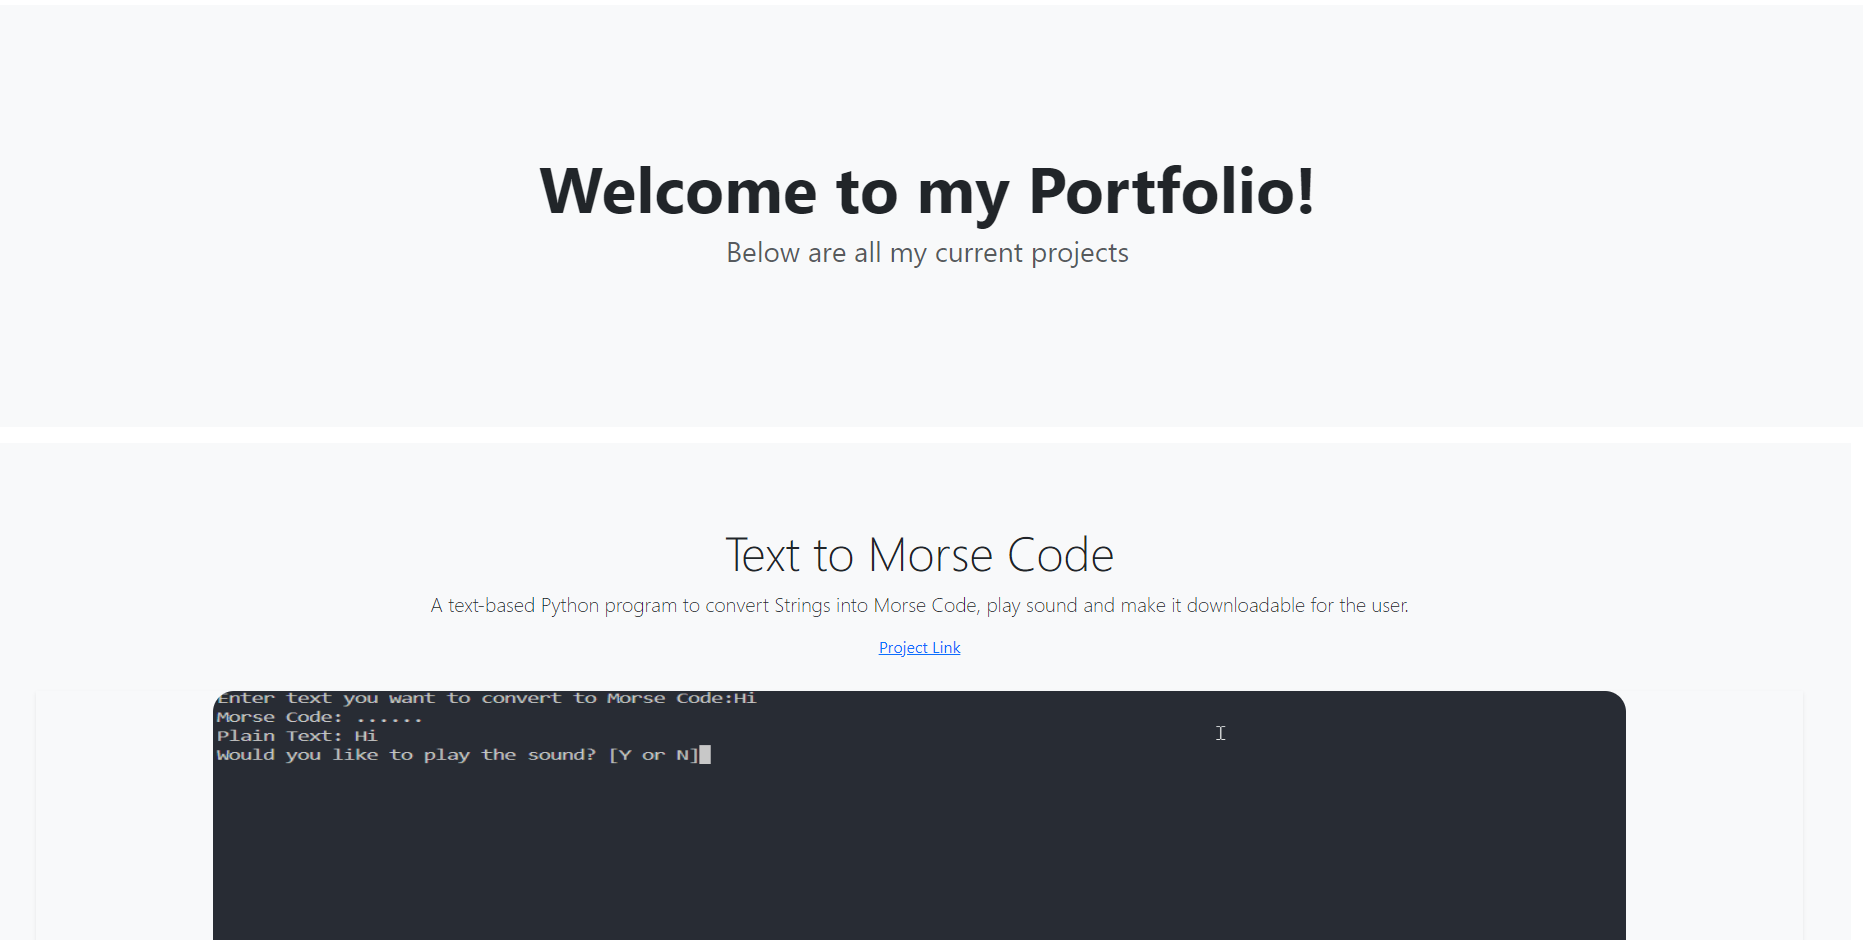 Welcome to my Portfolio!
Below are all my current projects
Text to Morse Code
A text-based Python program to convert Strings into Morse Code, play sound and make it downloadable for the user.
Project Link
Enter text you want to convert to Morse Code:Hi
Morse Code: ......
Plain Text: Hi
Would you like to play the sound? [Y or N]